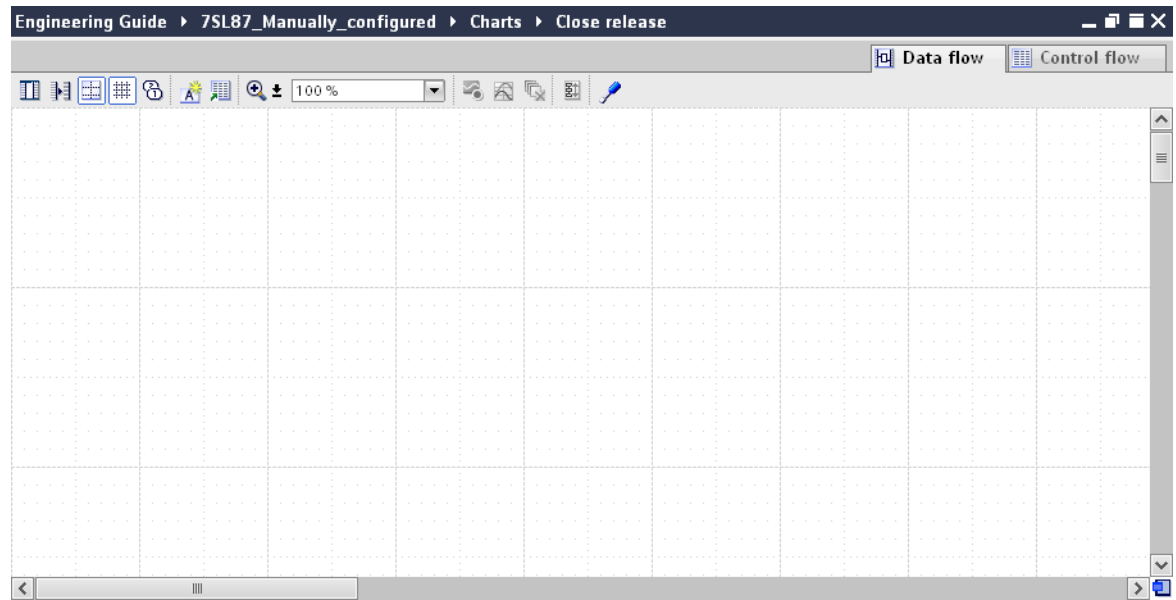 Engineering Guide ▸ 7SL87_Manually_configured ▸ Charts ▸ Close release
Data flow Control flow
100 %